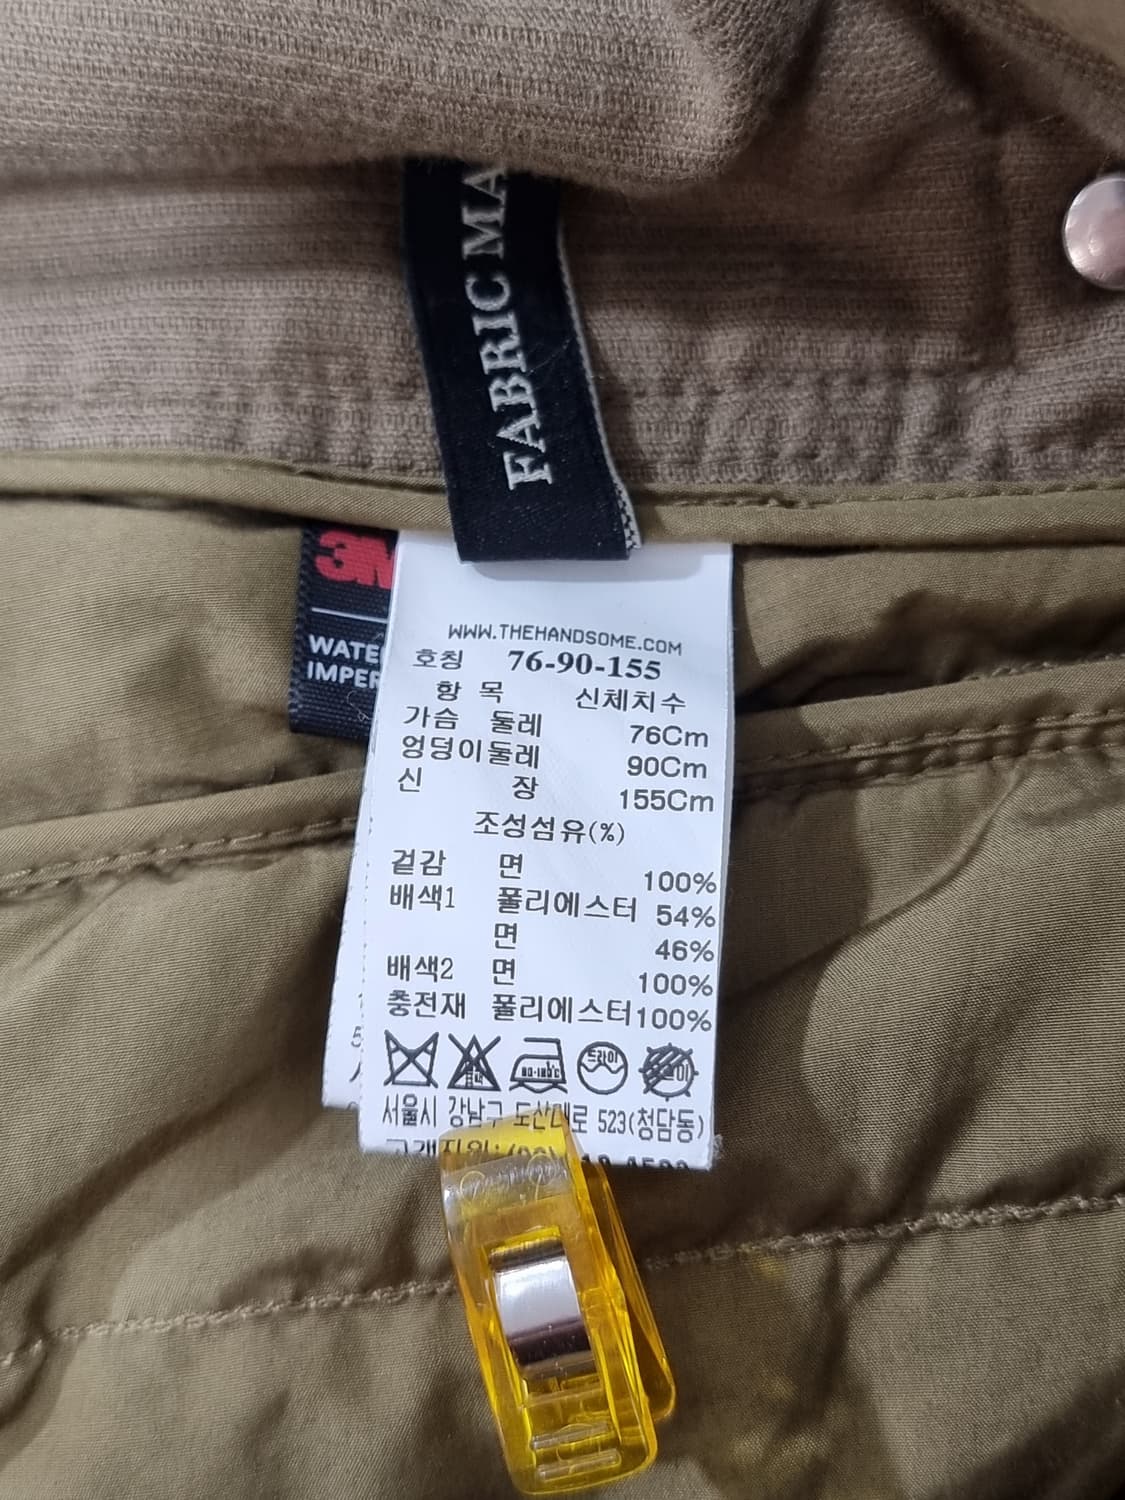 FABRIC MA
3M
WATE
IMPER
WWW.THEHANDSOME.COM
호칭 76-90-155
항 목 신체치수
가슴 둘레 76Cm
엉덩이둘레 90Cm
신 장 155Cm
조성섬유(%)
겉감 면 100%
배색1 폴리에스터 54%
면 46%
배색2 면 100%
충전재 폴리에스터100%
드라이
서울시 강남구 도산대로 523(청담동)